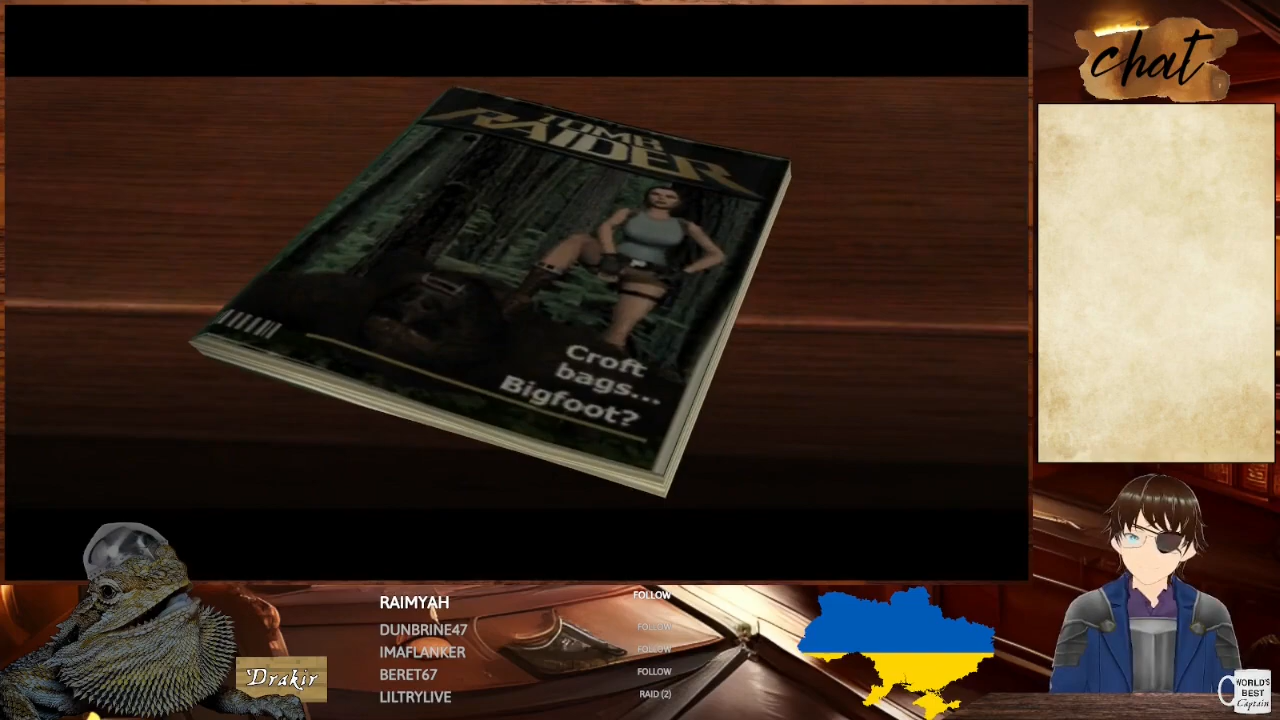 chat
TOMB
RAIDER
Croft
bags...
Bigfoot?
RAIMYAH FOLLOW
DUNBRINE47 FOLLOW
IMAFLANKER FOLLOW
BERET67 FOLLOW
LILTRYLIVE RAID (2)
Drakir
WORLD'S
BEST
Captain